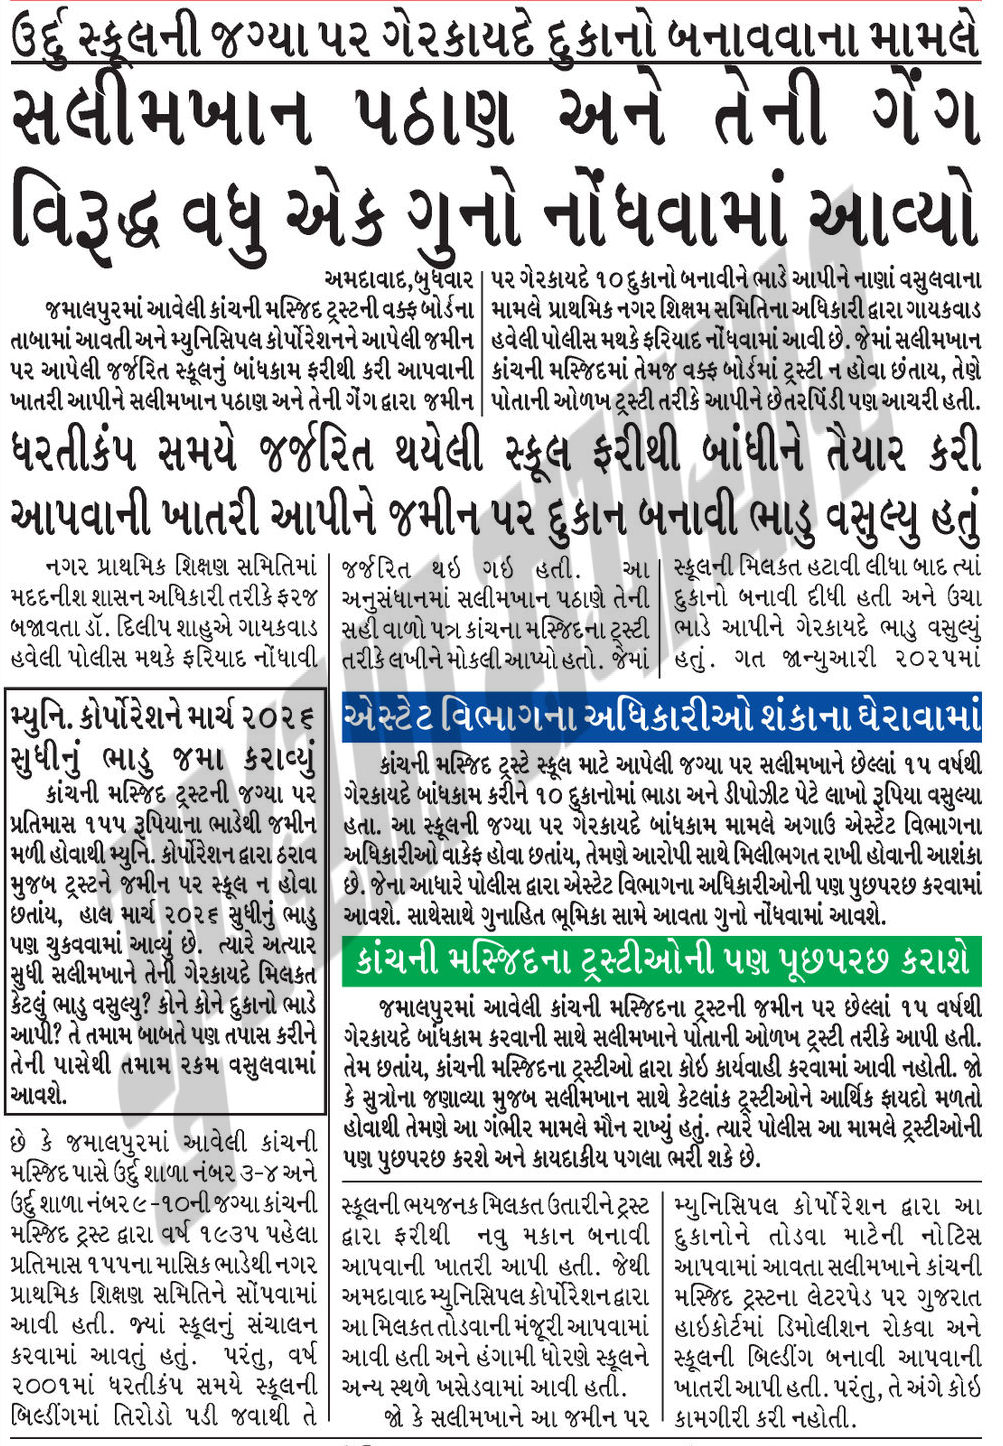 ઉર્દુ સ્કૂલની જગ્યા પર ગેરકાયદે દુકાનો બનાવવાના મામલે
સલીમખાન પઠાણ અને તેની ગેંગ
વિરૂદ્ધ વધુ એક ગુનો નોંધવામાં આવ્યો
અમદાવાદ,બુધવાર
જમાલપુરમાં આવેલી કાંચની મસ્જિદ ટ્રસ્ટની વક્ફ બોર્ડના
તાબામાં આવતી અને મ્યુનિસિપલ કોર્પોરેશનને આપેલી જમીન
પર આપેલી જર્જરિત સ્કૂલનું બાંધકામ ફરીથી કરી આપવાની
ખાતરી આપીને સલીમખાન પઠાણ અને તેની ગેંગ દ્વારા જમીન
પર ગેરકાયદે ૧૦ દુકાનો બનાવીને ભાડે આપીને નાણાં વસુલવાના
મામલે પ્રાથમિક નગર શિક્ષમ સમિતિના અધિકારી દ્વારા ગાયકવાડ
હવેલી પોલીસ મથકે ફરિયાદ નોંધવામાં આવી છે. જેમાં સલીમખાન
કાંચની મસ્જિદમાં તેમજ વક્ફ બોર્ડમાં ટ્રસ્ટી ન હોવા છંતાય, તેણે
પોતાની ઓળખ ટ્રસ્ટી તરીકે આપીને છેતરપિંડી પણ આચરી હતી.
ધરતીકંપ સમયે જર્જરિત થયેલી સ્કૂલ ફરીથી બાંધીને તૈયાર કરી
આપવાની ખાતરી આપીને જમીન પર દુકાન બનાવી ભાડુ વસુલ્યુ હતું
નગર પ્રાથમિક શિક્ષણ સમિતિમાં
મદદનીશ શાસન અધિકારી તરીકે ફરજ
બજાવતા ડૉ. દિલીપ શાહુએ ગાયકવાડ
હવેલી પોલીસ મથકે ફરિયાદ નોંધાવી
મ્યુનિ. કોર્પોરેશને માર્ચ ૨૦૨૬
સુધીનું ભાડુ જમા કરાવ્યું
કાંચની મસ્જિદ ટ્રસ્ટની જગ્યા પર
પ્રતિમાસ ૧૫૫ રૂપિયાના ભાડેથી જમીન
મળી હોવાથી મ્યુનિ. કોર્પોરેશન દ્વારા ઠરાવ
મુજબ ટ્રસ્ટને જમીન પર સ્કૂલ ન હોવા
છતાંય, હાલ માર્ચ ૨૦૨૬ સુધીનું ભાડુ
પણ ચુકવવામાં આવ્યું છે. ત્યારે અત્યાર
સુધી સલીમખાને તેની ગેરકાયદે મિલકત
કેટલું ભાડુ વસુલ્યુ? કોને કોને દુકાનો ભાડે
આપી? તે તમામ બાબતે પણ તપાસ કરીને
તેની પાસેથી તમામ રકમ વસુલવામાં
આવશે.
છે કે જમાલપુરમાં આવેલી કાંચની
મસ્જિદ પાસે ઉર્દુ શાળા નંબર ૩-૪ અને
ઉર્દુ શાળા નંબર ૯-૧૦ની જગ્યા કાંચની
મસ્જિદ ટ્રસ્ટ દ્વારા વર્ષ ૧૯૩૫ પહેલા
પ્રતિમાસ ૧૫૫ના માસિક ભાડેથી નગર
પ્રાથમિક શિક્ષણ સમિતિને સોંપવામાં
આવી હતી. જ્યાં સ્કૂલનું સંચાલન
કરવામાં આવતું હતું. પરંતુ, વર્ષ
૨૦૦૧માં ધરતીકંપ સમયે સ્કૂલની
બિલ્ડીંગમાં તિરોડો પડી જવાથી તે
જર્જરિત થઇ ગઇ હતી. આ
અનુસંધાનમાં સલીમખાન પઠાણે તેની
સહી વાળો પત્ર કાંચના મસ્જિદના ટ્રસ્ટી
તરીકે લખીને મોકલી આપ્યો હતો. જેમાં
સ્કૂલની મિલકત હટાવી લીધા બાદ ત્યાં
દુકાનો બનાવી દીધી હતી અને ઉચા
ભાડે આપીને ગેરકાયદે ભાડુ વસુલ્યું
હતું. ગત જાન્યુઆરી ૨૦૨૫માં
એસ્ટેટ વિભાગના અધિકારીઓ શંકાના ઘેરાવામાં
કાંચની મસ્જિદ ટ્રસ્ટે સ્કૂલ માટે આપેલી જગ્યા પર સલીમખાને છેલ્લાં ૧૫ વર્ષથી
ગેરકાયદે બાંધકામ કરીને ૧૦ દુકાનોમાં ભાડા અને ડીપોઝીટ પેટે લાખો રૂપિયા વસુલ્યા
હતા. આ સ્કૂલની જગ્યા પર ગેરકાયદે બાંધકામ મામલે અગાઉ એસ્ટેટ વિભાગના
અધિકારીઓ વાકેફ હોવા છતાંય, તેમણે આરોપી સાથે મિલીભગત રાખી હોવાની આશંકા
છે. જેના આધારે પોલીસ દ્વારા એસ્ટેટ વિભાગના અધિકારીઓની પણ પુછપરછ કરવામાં
આવશે. સાથેસાથે ગુનાહિત ભૂમિકા સામે આવતા ગુનો નોંધવામાં આવશે.
કાંચની મસ્જિદના ટ્રસ્ટીઓની પણ પૂછપરછ કરાશે
જમાલપુરમાં આવેલી કાંચની મસ્જિદના ટ્રસ્ટની જમીન પર છેલ્લાં ૧૫ વર્ષથી
ગેરકાયદે બાંધકામ કરવાની સાથે સલીમખાને પોતાની ઓળખ ટ્રસ્ટી તરીકે આપી હતી.
તેમ છતાંય, કાંચની મસ્જિદના ટ્રસ્ટીઓ દ્વારા કોઇ કાર્યવાહી કરવામાં આવી નહોતી. જો
કે સુત્રોના જણાવ્યા મુજબ સલીમખાન સાથે કેટલાંક ટ્રસ્ટીઓને આર્થિક ફાયદો મળતો
હોવાથી તેમણે આ ગંભીર મામલે મૌન રાખ્યું હતું. ત્યારે પોલીસ આ મામલે ટ્રસ્ટીઓની
પણ પુછપરછ કરશે અને કાયદાકીય પગલા ભરી શકે છે.
સ્કૂલની ભયજનક મિલકત ઉતારીને ટ્રસ્ટ
દ્વારા ફરીથી નવુ મકાન બનાવી
આપવાની ખાતરી આપી હતી. જેથી
અમદાવાદ મ્યુનિસિપલ કોર્પોરેશન દ્વારા
આ મિલકત તોડવાની મંજૂરી આપવામાં
આવી હતી અને હંગામી ધોરણે સ્કૂલને
અન્ય સ્થળે ખસેડવામાં આવી હતી.
જો કે સલીમખાને આ જમીન પર
મ્યુનિસિપલ કોર્પોરેશન દ્વારા આ
દુકાનોને તોડવા માટેની નોટિસ
આપવામાં આવતા સલીમખાને કાંચની
મસ્જિદ ટ્રસ્ટના લેટરપેડ પર ગુજરાત
હાઇકોર્ટમાં ડિમોલીશન રોકવા અને
સ્કૂલની બિલ્ડીંગ બનાવી આપવાની
ખાતરી આપી હતી. પરંતુ, તે અંગે કોઇ
કામગીરી કરી નહોતી.